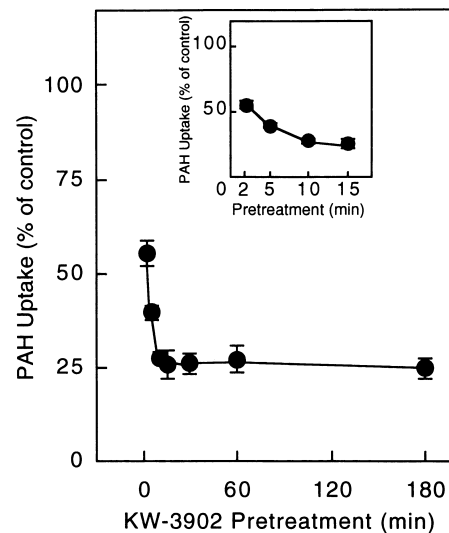 100
75
50
25
0
PAH Uptake (% of control)
0 60 120 180
KW-3902 Pretreatment (min)
100
50
0
PAH Uptake (% of control)
2 5 10 15
Pretreatment (min)